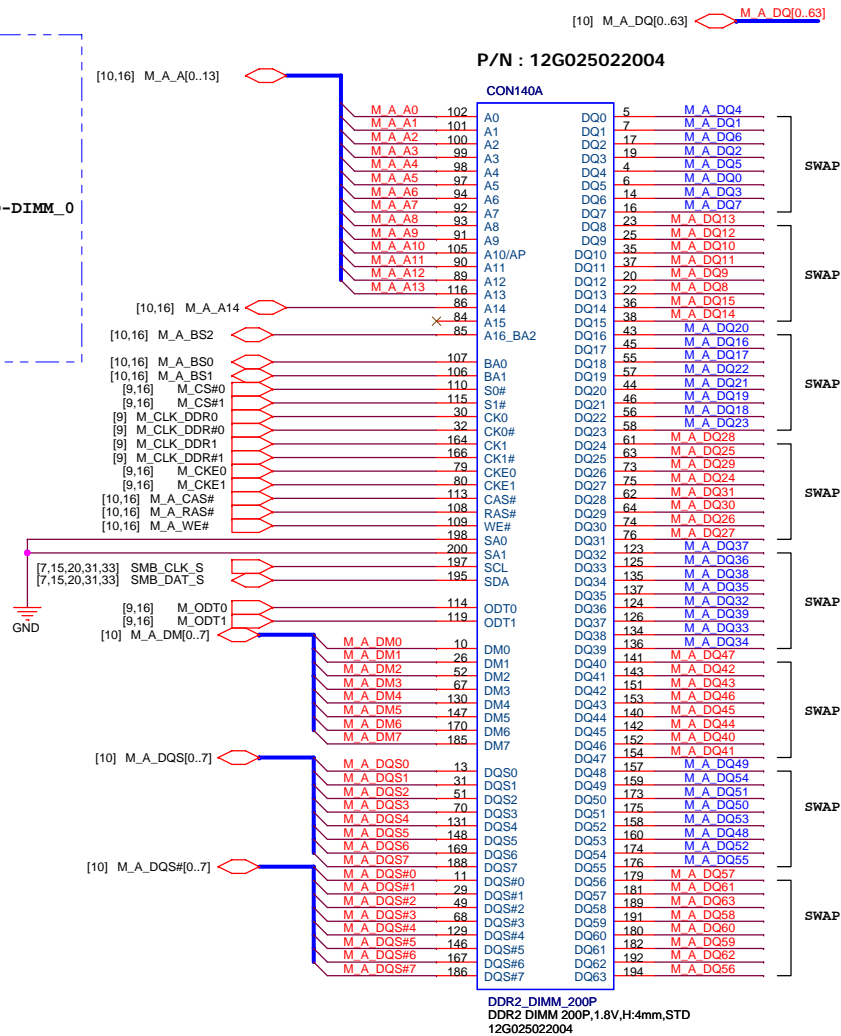 [10] M_A_DQ[0..63] M_A_DQ[0..63]
P/N : 12G025022004
[10,16] M_A_A[0..13]
CON140A
M_A_A0 102 A0 DQ0 5 M_A_DQ4
M_A_A1 101 A1 DQ1 7 M_A_DQ1
M_A_A2 100 A2 DQ2 17 M_A_DQ6
M_A_A3 99 A3 DQ3 19 M_A_DQ2
M_A_A4 98 A4 DQ4 4 M_A_DQ5 SWAP
M_A_A5 97 A5 DQ5 6 M_A_DQ0
M_A_A6 94 A6 DQ6 14 M_A_DQ3
M_A_A7 92 A7 DQ7 16 M_A_DQ7
-DIMM_0
M_A_A8 93 A8 DQ8 23 M_A_DQ13
M_A_A9 91 A9 DQ9 25 M_A_DQ12
M_A_A10 105 A10/AP DQ10 35 M_A_DQ10
M_A_A11 90 A11 DQ11 37 M_A_DQ11
M_A_A12 89 A12 DQ12 20 M_A_DQ9 SWAP
M_A_A13 116 A13 DQ13 22 M_A_DQ8
[10,16] M_A_A14 86 A14 DQ14 36 M_A_DQ15
84 A15 DQ15 38 M_A_DQ14
[10,16] M_A_BS2 85 A16_BA2 DQ16 43 M_A_DQ20
DQ17 45 M_A_DQ16
[10,16] M_A_BS0 107 BA0 DQ18 55 M_A_DQ17
[10,16] M_A_BS1 106 BA1 DQ19 57 M_A_DQ22
[9,16] M_CS#0 110 S0# DQ20 44 M_A_DQ21 SWAP
[9,16] M_CS#1 115 S1# DQ21 46 M_A_DQ19
[9] M_CLK_DDR0 30 CK0 DQ22 56 M_A_DQ18
[9] M_CLK_DDR#0 32 CK0# DQ23 58 M_A_DQ23
[9] M_CLK_DDR1 164 CK1 DQ24 61 M_A_DQ28
[9] M_CLK_DDR#1 166 CK1# DQ25 63 M_A_DQ25
[9,16] M_CKE0 79 CKE0 DQ26 73 M_A_DQ29
[9,16] M_CKE1 80 CKE1 DQ27 75 M_A_DQ24
[10,16] M_A_CAS# 113 CAS# DQ28 62 M_A_DQ31 SWAP
[10,16] M_A_RAS# 108 RAS# DQ29 64 M_A_DQ30
[10,16] M_A_WE# 109 WE# DQ30 74 M_A_DQ26
198 SA0 DQ31 76 M_A_DQ27
200 SA1 DQ32 123 M_A_DQ37
[7,15,20,31,33] SMB_CLK_S 197 SCL DQ33 125 M_A_DQ36
[7,15,20,31,33] SMB_DAT_S 195 SDA DQ34 135 M_A_DQ38
DQ35 137 M_A_DQ35
[9,16] M_ODT0 114 ODT0 DQ36 124 M_A_DQ32 SWAP
[9,16] M_ODT1 119 ODT1 DQ37 126 M_A_DQ39
GND
[10] M_A_DM[0..7] DQ38 134 M_A_DQ33
M_A_DM0 10 DM0 DQ39 136 M_A_DQ34
M_A_DM1 26 DM1 DQ40 141 M_A_DQ47
M_A_DM2 52 DM2 DQ41 143 M_A_DQ42
M_A_DM3 67 DM3 DQ42 151 M_A_DQ43
M_A_DM4 130 DM4 DQ43 153 M_A_DQ46
M_A_DM5 147 DM5 DQ44 140 M_A_DQ45 SWAP
M_A_DM6 170 DM6 DQ45 142 M_A_DQ44
M_A_DM7 185 DM7 DQ46 152 M_A_DQ40
[10] M_A_DQS[0..7] DQ47 154 M_A_DQ41
M_A_DQS0 13 DQS0 DQ48 157 M_A_DQ49
M_A_DQS1 31 DQS1 DQ49 159 M_A_DQ54
M_A_DQS2 51 DQS2 DQ50 173 M_A_DQ51
M_A_DQS3 70 DQS3 DQ51 175 M_A_DQ50
M_A_DQS4 131 DQS4 DQ52 158 M_A_DQ53 SWAP
M_A_DQS5 148 DQS5 DQ53 160 M_A_DQ48
M_A_DQS6 169 DQS6 DQ54 174 M_A_DQ52
M_A_DQS7 188 DQS7 DQ55 176 M_A_DQ55
[10] M_A_DQS#[0..7]
M_A_DQS#0 11 DQS#0 DQ56 179 M_A_DQ57
M_A_DQS#1 29 DQS#1 DQ57 181 M_A_DQ61
M_A_DQS#2 49 DQS#2 DQ58 189 M_A_DQ63
M_A_DQS#3 68 DQS#3 DQ59 191 M_A_DQ58
M_A_DQS#4 129 DQS#4 DQ60 180 M_A_DQ60 SWAP
M_A_DQS#5 146 DQS#5 DQ61 182 M_A_DQ59
M_A_DQS#6 167 DQS#6 DQ62 192 M_A_DQ62
M_A_DQS#7 186 DQS#7 DQ63 194 M_A_DQ56
DDR2_DIMM_200P
DDR2 DIMM 200P,1.8V,H:4mm,STD
12G025022004